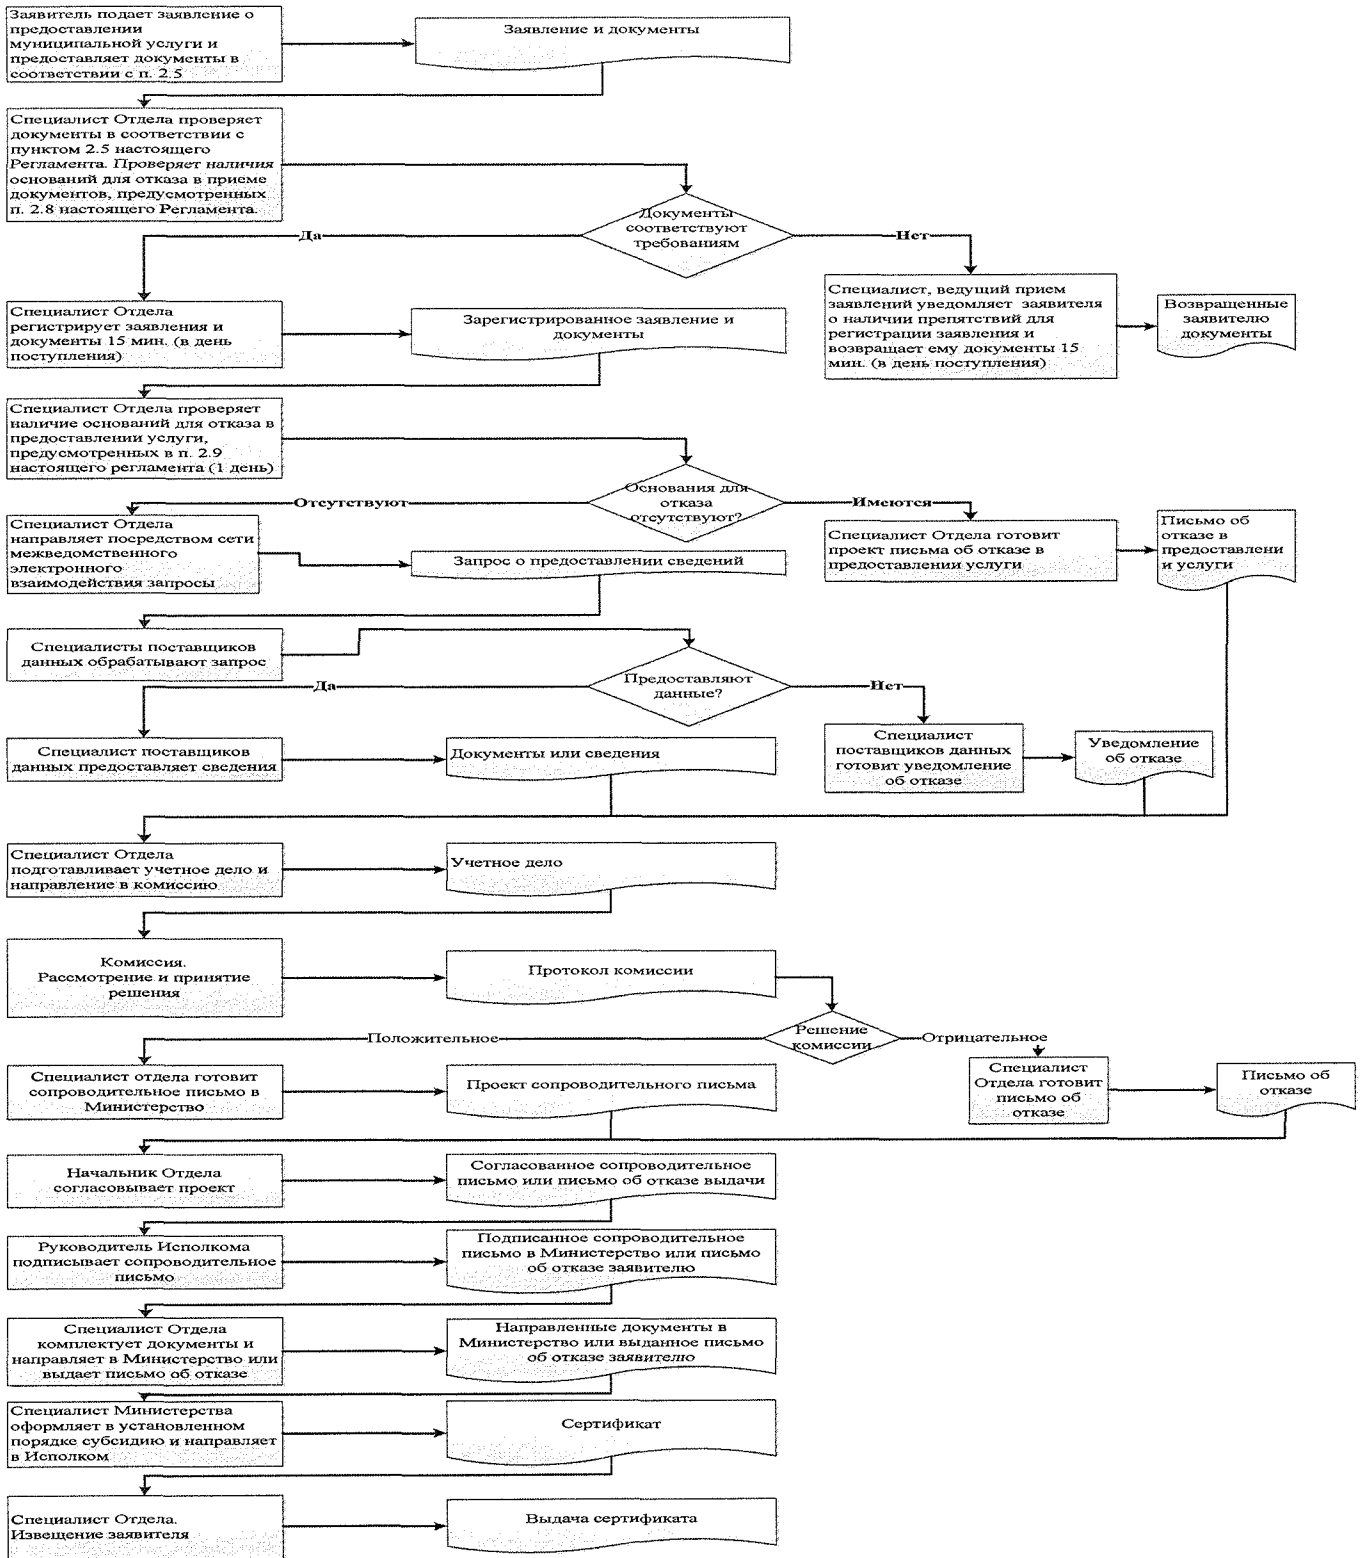 Заявитель подает заявление о
предоставлении
муниципальной услуги и
предоставляет документы в
соответствии с п. 2.5
Заявление и документы
Специалист Отдела проверяет
документы в соответствии с
пунктом 2.5 настоящего
Регламента. Проверяет наличия
оснований для отказа в приеме
документов, предусмотренных
п. 2.8 настоящего Регламента.
Документы
соответствуют
требованиям
Да
Нет
Специалист Отдела
регистрирует заявления и
документы 15 мин. (в день
поступления)
Зарегистрированное заявление и
документы
Специалист, ведущий прием
заявлений уведомляет заявителя
о наличии препятствий для
регистрации заявления и
возвращает ему документы 15
мин. (в день поступления)
Возвращенные
заявителю
документы
Специалист Отдела проверяет
наличие оснований для отказа в
предоставлении услуги,
предусмотренных в п. 2.9
настоящего регламента (1 день)
Основания для
отказа
отсутствуют?
Отсутствуют
Имеются
Специалист Отдела
направляет посредством сети
межведомственного
электронного
взаимодействия запросы
Запрос о предоставлении сведений
Специалист Отдела готовит
проект письма об отказе в
предоставлении услуги
Письмо об
отказе в
предоставлени
и услуги
Специалисты поставщиков
данных обрабатывают запрос
Предоставляют
данные?
Да
Нет
Специалист поставщиков
данных предоставляет сведения
Документы или сведения
Специалист
поставщиков данных
готовит уведомление
об отказе
Уведомление
об отказе
Специалист Отдела
подготавливает учетное дело и
направление в комиссию
Учетное дело
Комиссия.
Рассмотрение и принятие
решения
Протокол комиссии
Решение
комиссии
Положительное
Отрицательное
Специалист отдела готовит
сопроводительное письмо в
Министерство
Проект сопроводительного письма
Специалист
Отдела готовит
письмо об
отказе
Письмо об
отказе
Начальник Отдела
согласовывает проект
Согласованное сопроводительное
письмо или письмо об отказе выдачи
Руководитель Исполкома
подписывает сопроводительное
письмо
Подписанное сопроводительное
письмо в Министерство или письмо
об отказе заявителю
Специалист Отдела
комплектует документы и
направляет в Министерство или
выдает письмо об отказе
Направленные документы в
Министерство или выданное письмо
об отказе заявителю
Специалист Министерства
оформляет в установленном
порядке субсидию и направляет
в Исполком
Сертификат
Специалист Отдела.
Извещение заявителя
Выдача сертификата